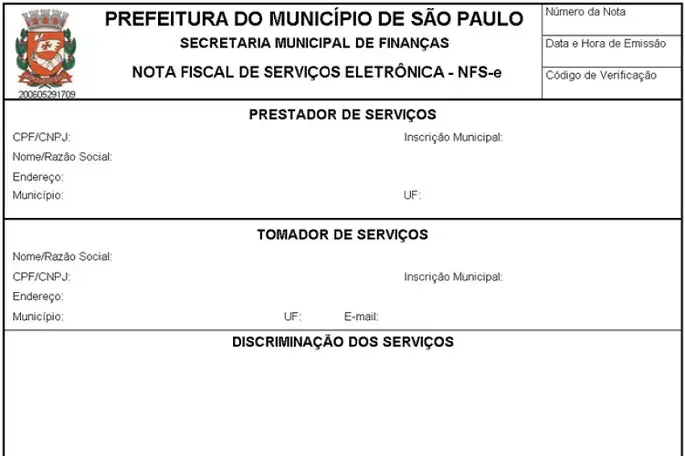 PREFEITURA DO MUNICÍPIO DE SÃO PAULO
SECRETARIA MUNICIPAL DE FINANÇAS
NOTA FISCAL DE SERVIÇOS ELETRÔNICA - NFS-e
200605291709
Número da Nota
Data e Hora de Emissão
Código de Verificação
PRESTADOR DE SERVIÇOS
CPF/CNPJ: Inscrição Municipal:
Nome/Razão Social:
Endereço:
Município: UF:
TOMADOR DE SERVIÇOS
Nome/Razão Social:
CPF/CNPJ: Inscrição Municipal:
Endereço:
Município: UF: E-mail:
DISCRIMINAÇÃO DOS SERVIÇOS